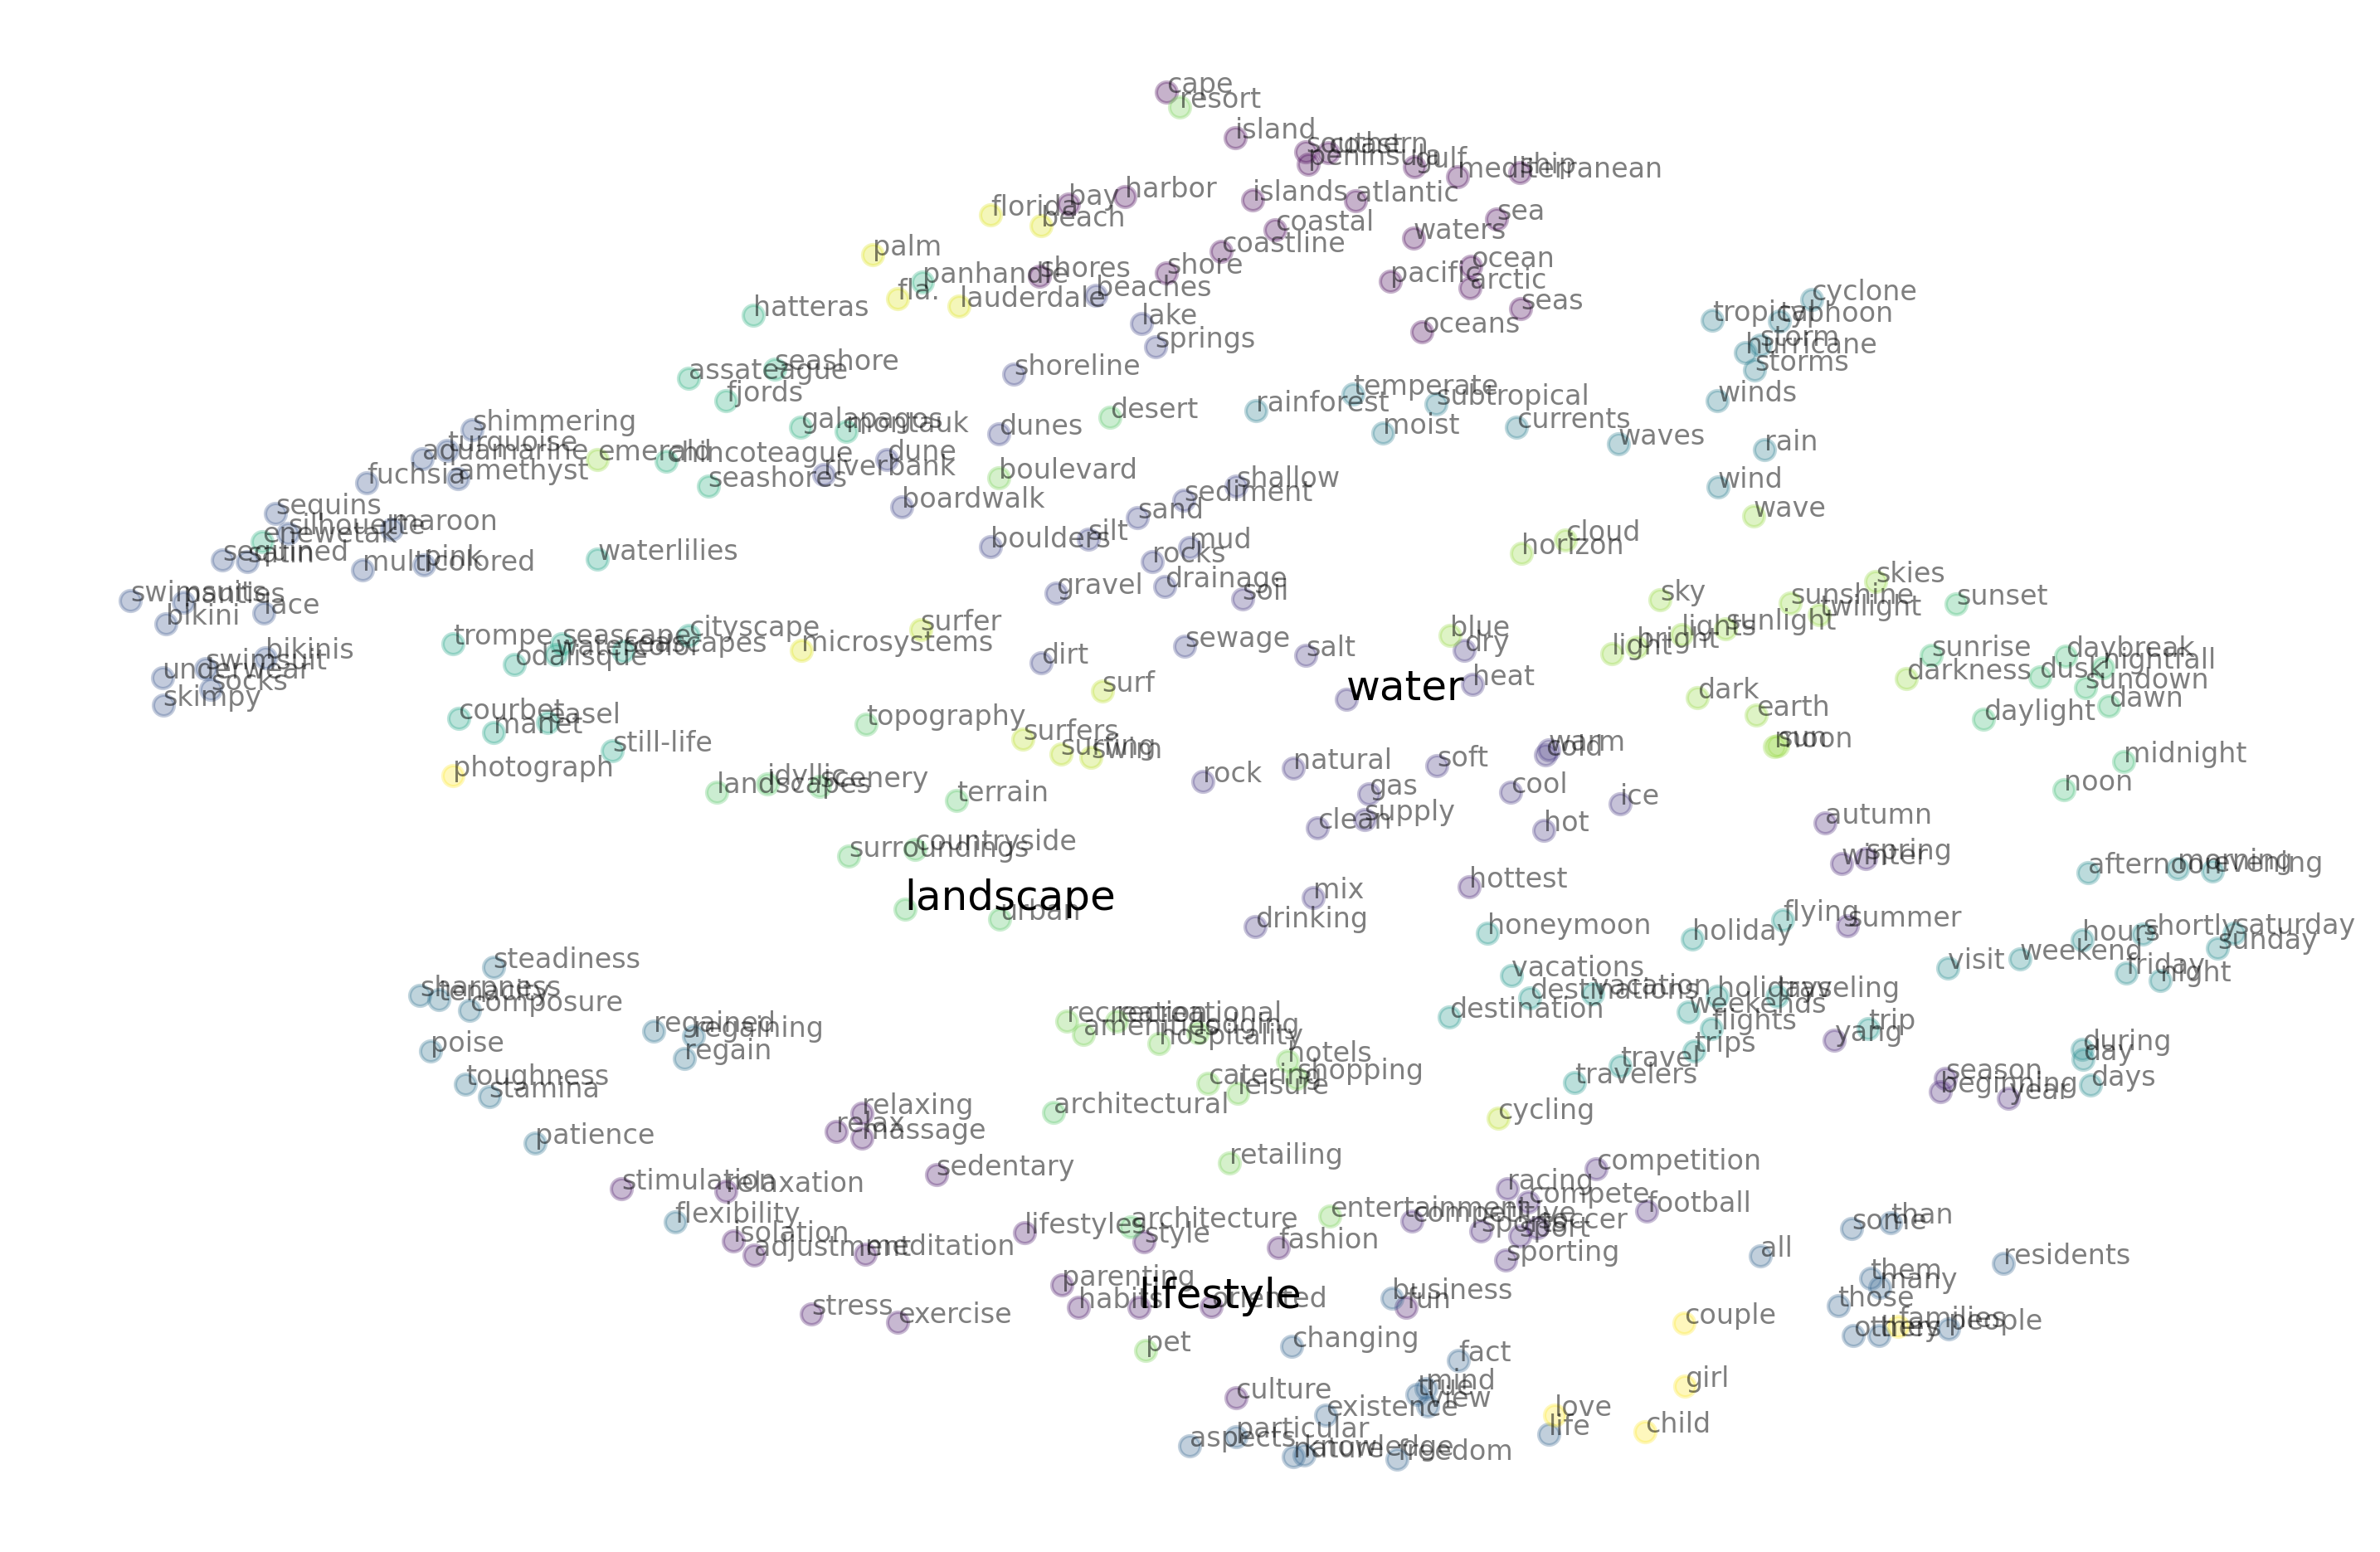 cape
resort
island
southern
coast
peninsula
gulf
mediterranean
ship
bay
harbor
islands
atlantic
florida
beach
sea
coastal
waters
coastline
palm
ocean
shores
shore
panhandle
pacific
arctic
beaches
fla.
lauderdale
seas
cyclone
hatteras
tropical
typhoon
lake
oceans
springs
storm
hurricane
storms
seashore
assateague
shoreline
fjords
temperate
subtropical
rainforest
winds
desert
galapagos
montauk
dunes
moist
currents
waves
rain
shimmering
turquoise
aquamarine
emerald
chincoteague
dune
riverbank
boulevard
fuchsia
amethyst
seashores
shallow
sediment
wind
boardwalk
sequins
sand
wave
silhouette
maroon
enewetak
boulders
silt
mud
cloud
horizon
sequined
satin
multicolored
pink
waterlilies
rocks
drainage
gravel
soil
skies
swimsuits
panties
lace
bikini
sky
sunshine
twilight
sunset
trompe
seascape
cityscape
surfer
blue
lights
sunlight
bright
light
watercolor
seascapes
microsystems
sewage
salt
dry
sunrise
daybreak
nightfall
bikinis
swimsuit
underwear
odalisque
dirt
socks
skimpy
surf
water
heat
dark
darkness
dusk
sundown
dawn
courbet
easel
manet
topography
earth
daylight
still-life
surfers
surfing
swim
warm
cold
sun
moon
midnight
photograph
landscapes
idyllic
scenery
terrain
rock
natural
soft
gas
cool
ice
noon
clean
supply
hot
autumn
surroundings
countryside
winter
spring
afternoon
morning
evening
landscape
urban
mix
hottest
drinking
honeymoon
holiday
flying
summer
hours
shortly
saturday
sunday
steadiness
vacations
visit
weekend
friday
night
sharpness
tenacity
composure
destinations
vacation
holidays
traveling
destination
weekends
recreation
recreational
amenities
lodging
hospitality
regained
regaining
regain
flights
trips
trip
yang
poise
hotels
shopping
travel
travelers
during
day
days
toughness
stamina
catering
leisure
season
beginning
year
relaxing
relax
massage
architectural
cycling
patience
retailing
sedentary
competition
stimulation
relaxation
racing
compete
football
flexibility
lifestyles
architecture
style
entertainment
competitive
sports
soccer
sport
some
than
isolation
adjustment
meditation
fashion
sporting
all
residents
parenting
habits
lifestyle
oriented
business
fun
them
many
those
stress
exercise
couple
others
they
families
people
pet
changing
fact
girl
culture
mind
true
view
existence
love
life
child
aspects
particular
nature
knowledge
freedom